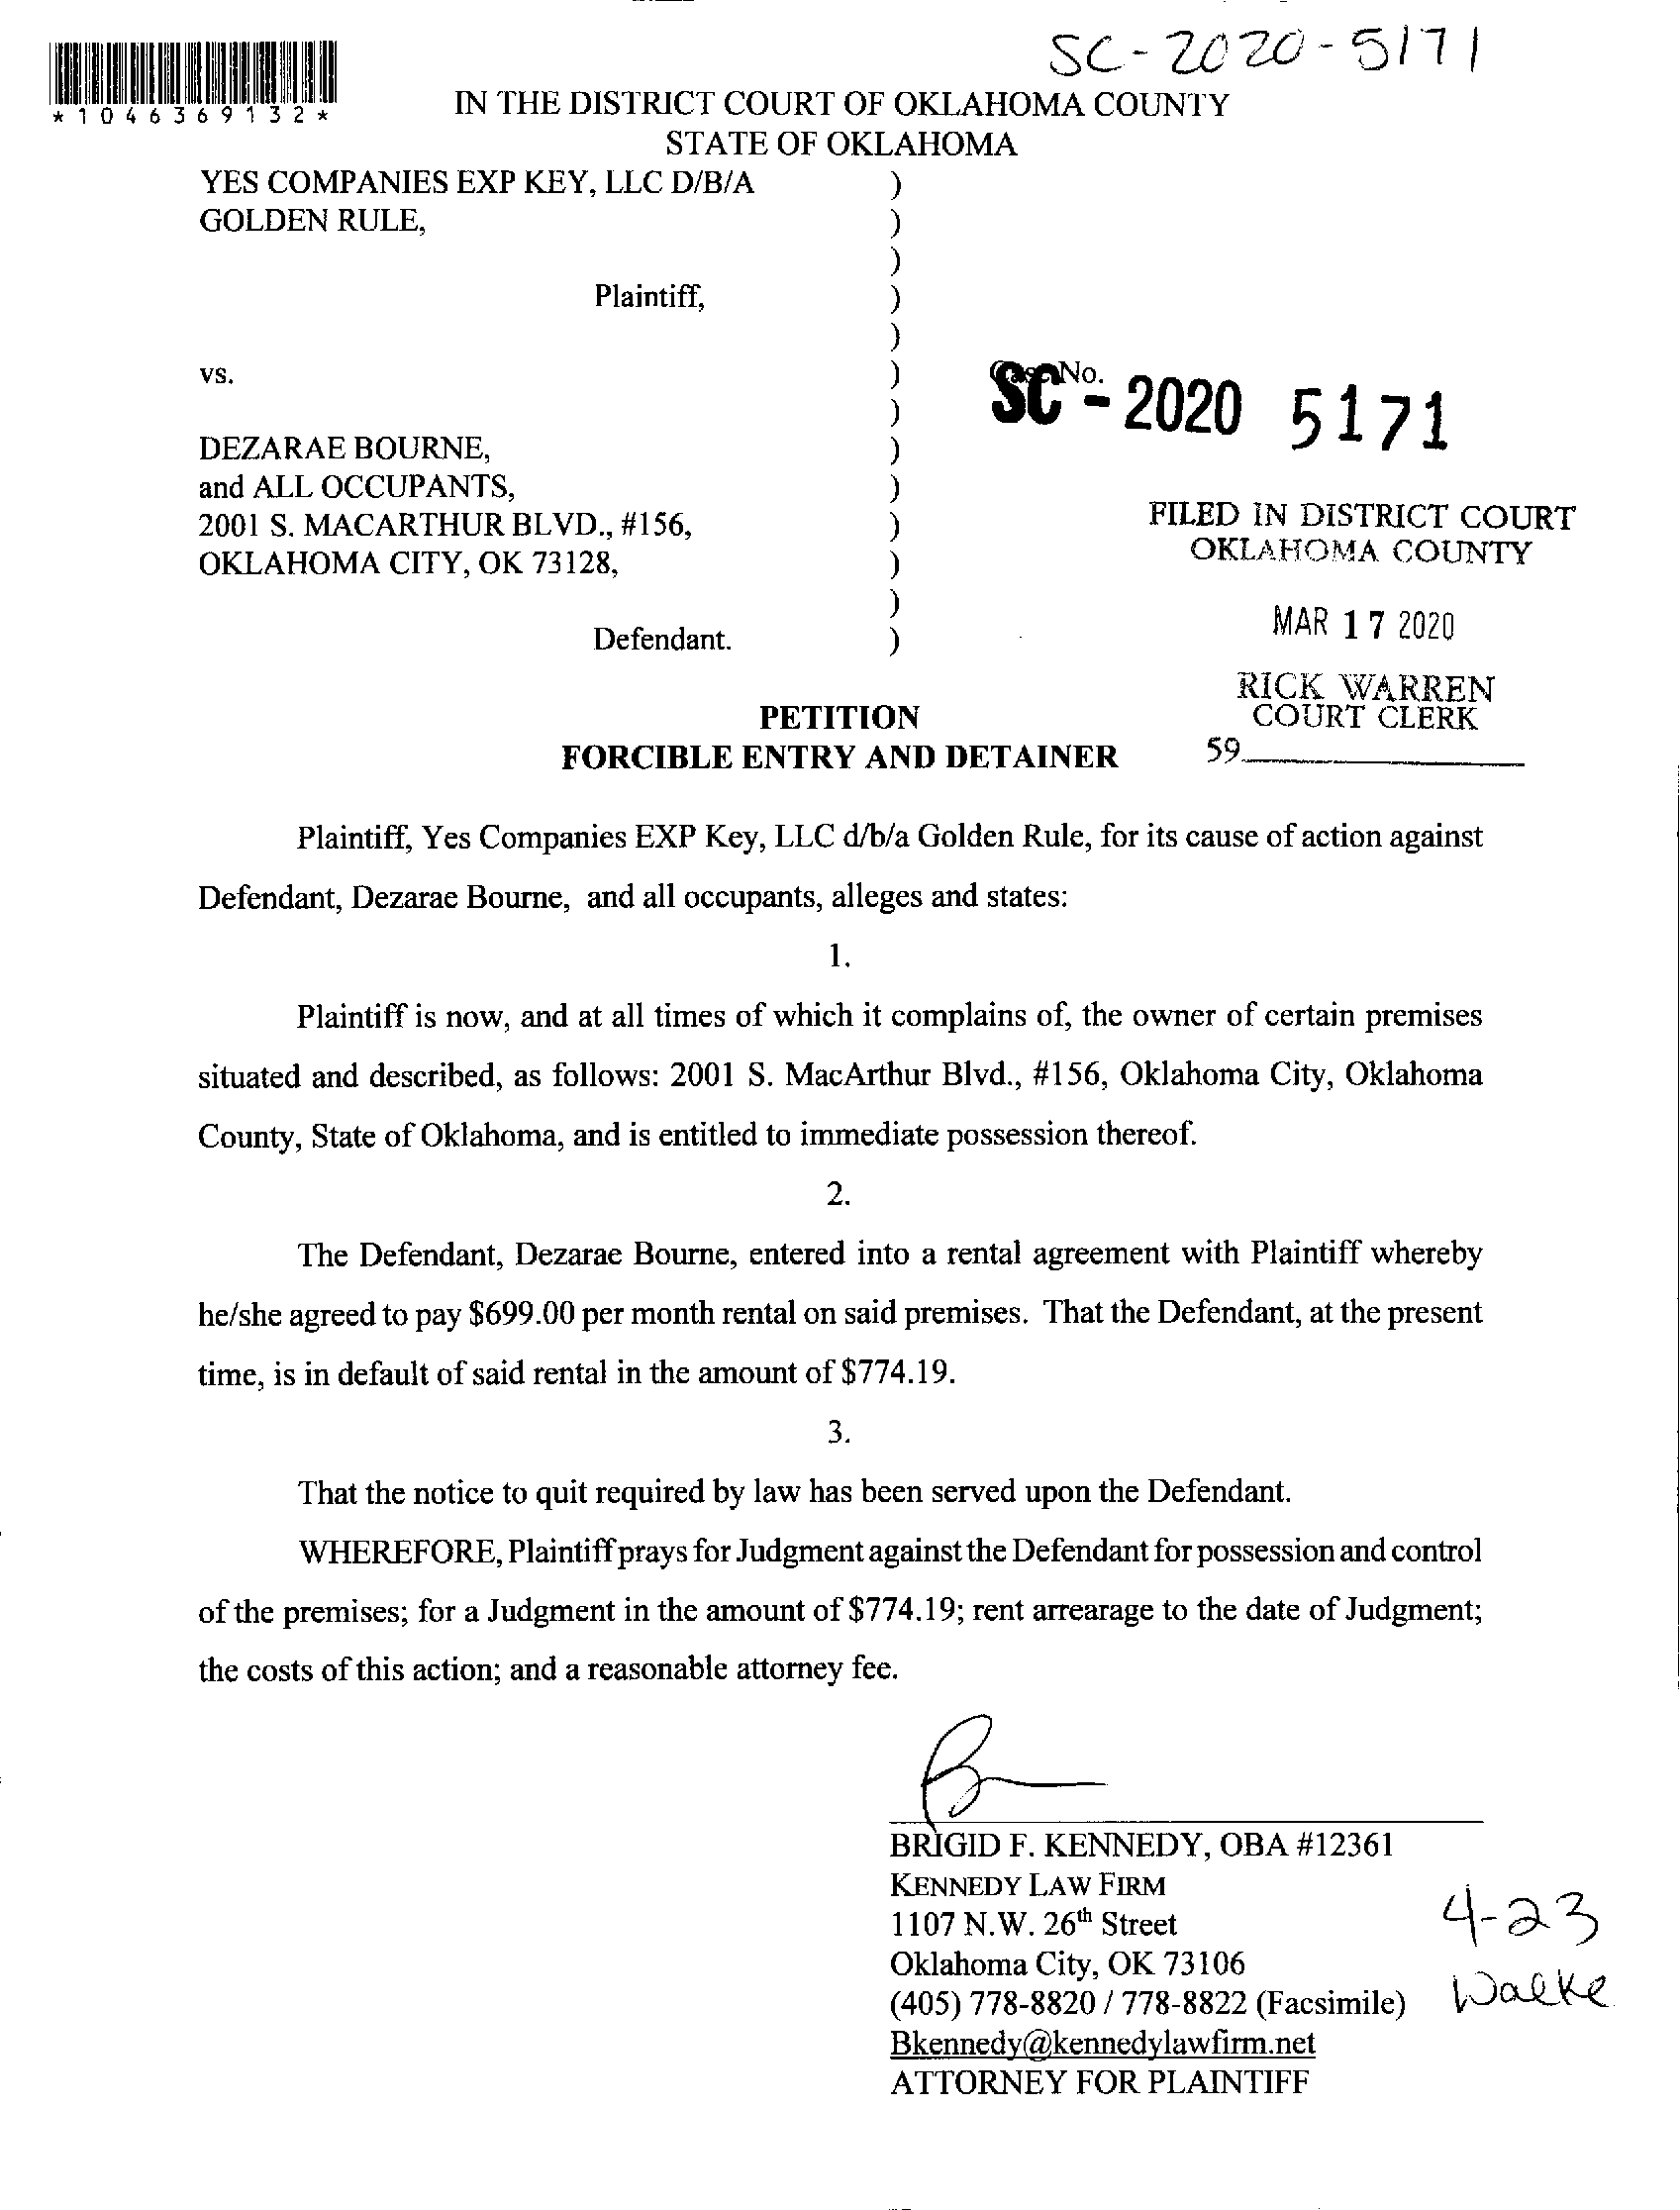 SC-2020-5171
*1046369132*
IN THE DISTRICT COURT OF OKLAHOMA COUNTY
STATE OF OKLAHOMA
YES COMPANIES EXP KEY, LLC D/B/A )
GOLDEN RULE, )
)
Plaintiff, )
)
vs. ) Case No.
) SC - 2020 5171
DEZARAE BOURNE, )
and ALL OCCUPANTS, )
2001 S. MACARTHUR BLVD., #156, ) FILED IN DISTRICT COURT
OKLAHOMA CITY, OK 73128, ) OKLAHOMA COUNTY
)
Defendant. ) MAR 17 2020
RICK WARREN
PETITION COURT CLERK
FORCIBLE ENTRY AND DETAINER 59
Plaintiff, Yes Companies EXP Key, LLC d/b/a Golden Rule, for its cause of action against
Defendant, Dezarae Bourne, and all occupants, alleges and states:
1.
Plaintiff is now, and at all times of which it complains of, the owner of certain premises
situated and described, as follows: 2001 S. MacArthur Blvd., #156, Oklahoma City, Oklahoma
County, State of Oklahoma, and is entitled to immediate possession thereof.
2.
The Defendant, Dezarae Bourne, entered into a rental agreement with Plaintiff whereby
he/she agreed to pay $699.00 per month rental on said premises. That the Defendant, at the present
time, is in default of said rental in the amount of $774.19.
3.
That the notice to quit required by law has been served upon the Defendant.
WHEREFORE, Plaintiff prays for Judgment against the Defendant for possession and control
of the premises; for a Judgment in the amount of $774.19; rent arrearage to the date of Judgment;
the costs of this action; and a reasonable attorney fee.
BRIGID F. KENNEDY, OBA #12361
KENNEDY LAW FIRM
1107 N.W. 26th Street
Oklahoma City, OK 73106
(405) 778-8820 / 778-8822 (Facsimile)
Bkennedy@kennedylawfirm.net
ATTORNEY FOR PLAINTIFF
4-23
Walke